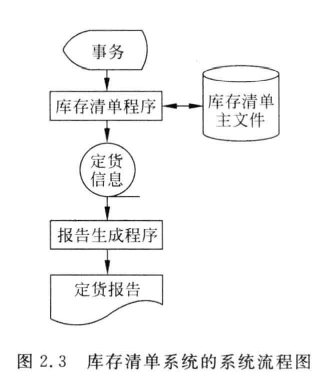 事务
库存清单程序
库存清单
主文件
定货
信息
报告生成程序
定货报告
图 2.3 库存清单系统的系统流程图